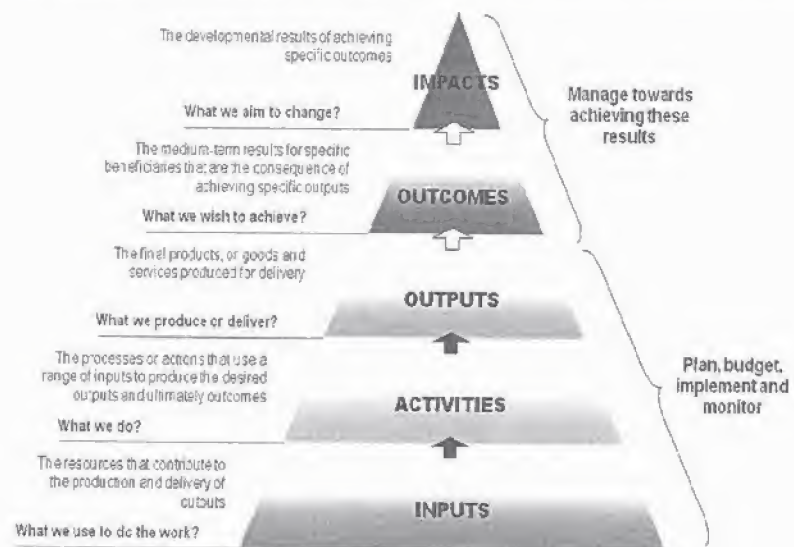 The developmental results of achieving
specific outcomes
IMPACTS
What we aim to change?
Manage towards
achieving these
results
The medium-term results for specific
beneficiaries that are the consequence of
achieving specific outputs
OUTCOMES
What we wish to achieve?
The final products, or goods and
services produced for delivery
OUTPUTS
What we produce or deliver?
The processes or actions that use a
range of inputs to produce the desired
outputs and ultimately outcomes
ACTIVITIES
What we do?
Plan, budget,
implement and
monitor
The resources that contribute to
the production and delivery of
outputs
INPUTS
What we use to do the work?